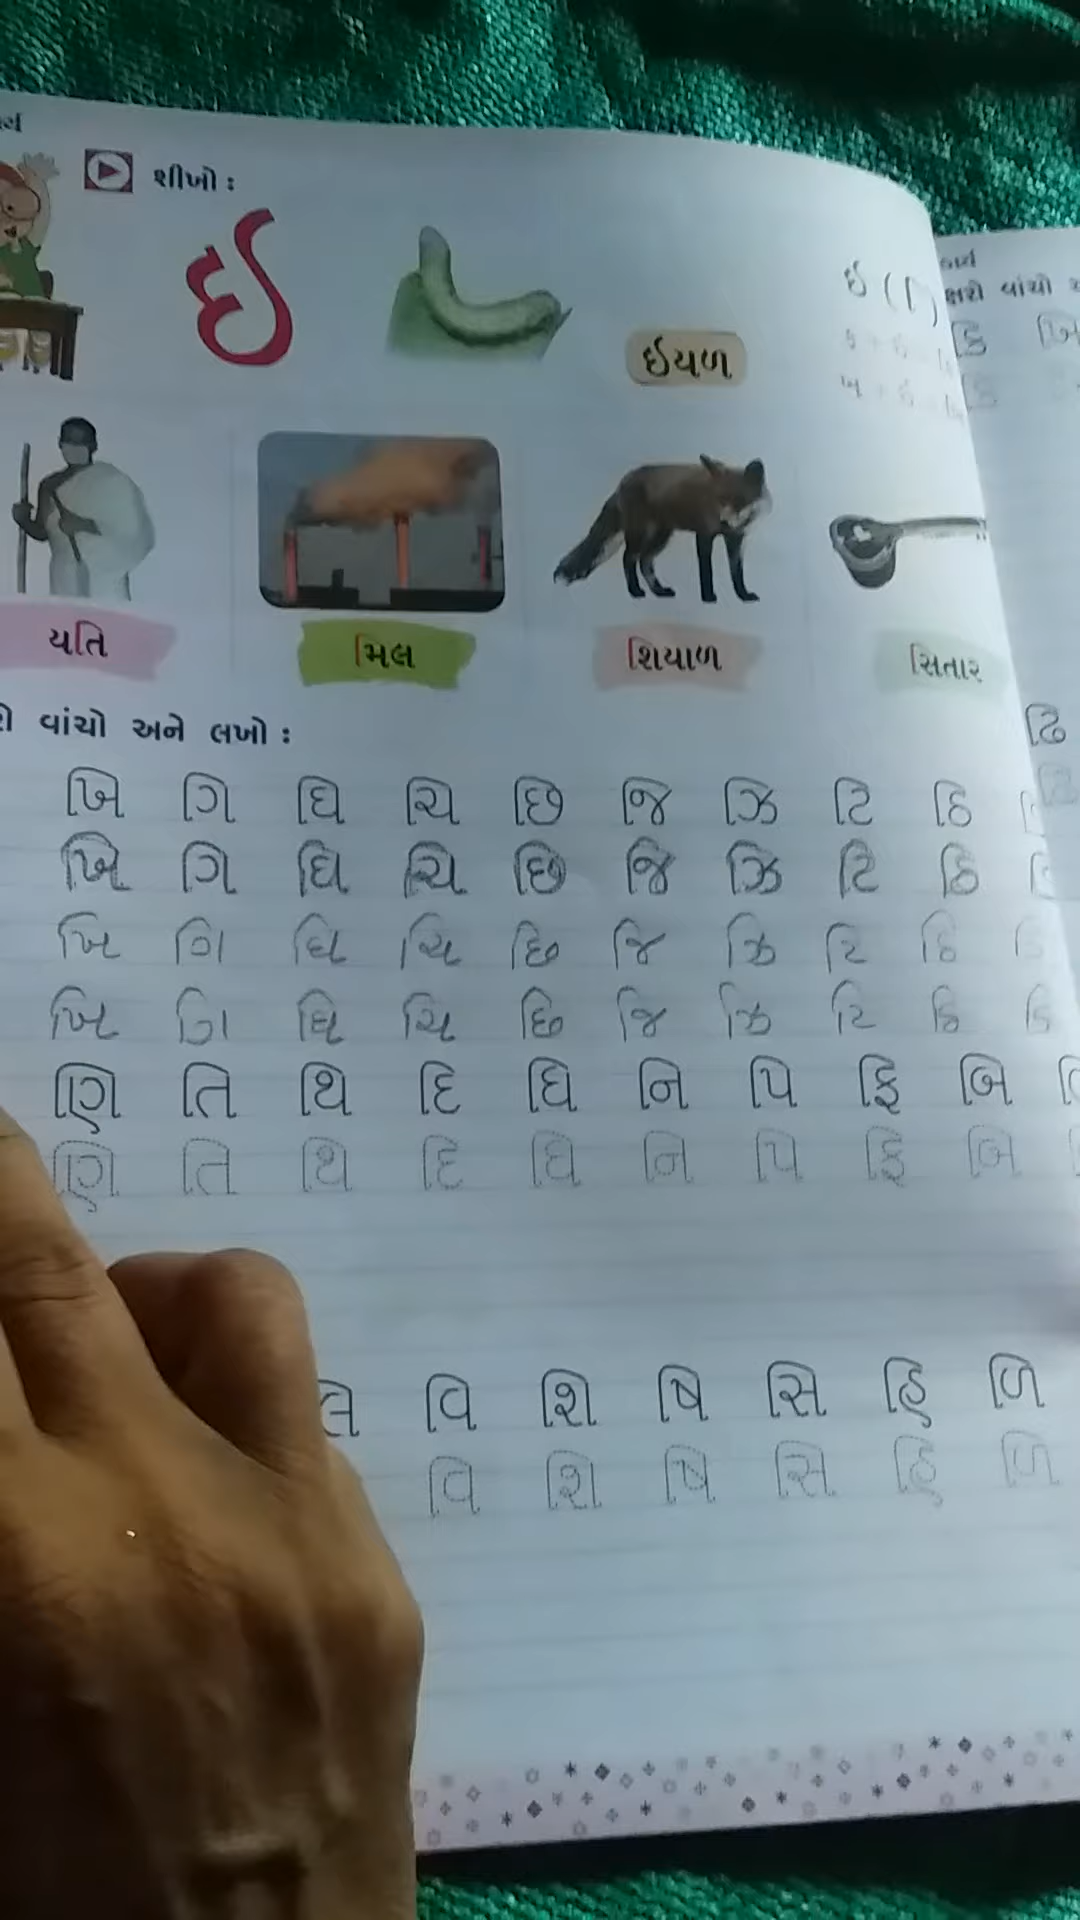 શીખો :
ઈ
ઈયળ
ઈ ( િ)
યતિ મિલ શિયાળ સિતાર
વાંચો અને લખો :
ખિ ગિ ઘિ ચિ છિ જિ ઝિ ટિ ઠિ
ખિ ગિ ઘિ ચિ છિ જિ ઝિ ટિ ઠિ
ખિ ગિ ઘિ ચિ છિ જિ ઝિ ટિ ઠિ
ખિ ગિ ઘિ ચિ છિ જિ ઝિ ટિ ઠિ
ણિ તિ થિ દિ ધિ નિ પિ ફિ બિ
ણિ તિ થિ દિ ધિ નિ પિ ફિ બિ
લિ વિ શિ ષિ સિ હિ ળિ
વિ શિ ષિ સિ હિ ળિ
વાંચો
કિ ખિ
કિ
ઢિ